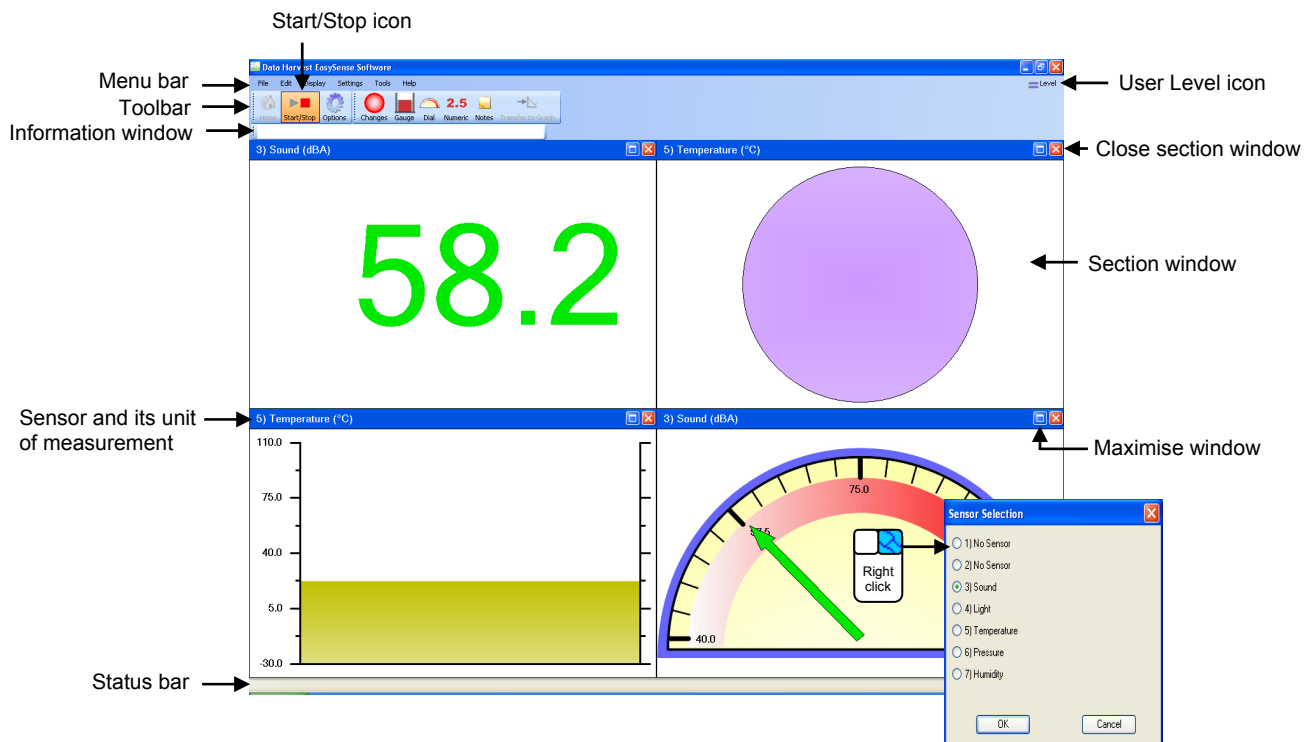 Start/Stop icon
Data Harvest EasySense Software
Menu bar
File Edit Display Settings Tools Help
Level
User Level icon
Toolbar
Home Start/Stop Options Changes Gauge Dial 2.5 Numeric Notes Transfer to Graph
Information window
3) Sound (dBA)
5) Temperature (°C)
Close section window
58.2
Section window
Sensor and its unit
of measurement
5) Temperature (°C)
3) Sound (dBA)
Maximise window
110.0
75.0
40.0
5.0
-30.0
75.0
57.5
40.0
Right
click
Sensor Selection
1) No Sensor
2) No Sensor
3) Sound
4) Light
5) Temperature
6) Pressure
7) Humidity
OK Cancel
Status bar